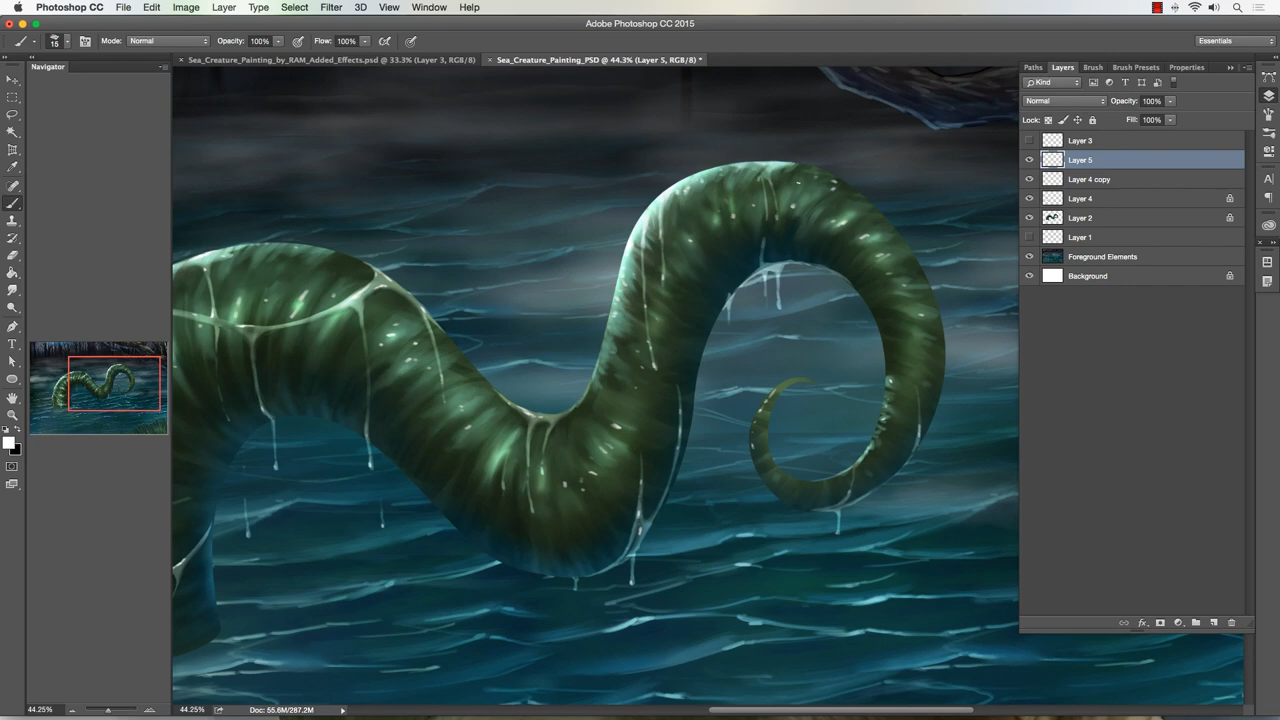 Photoshop CC File Edit Image Layer Type Select Filter 3D View Window Help
Adobe Photoshop CC 2015
15 Mode: Normal Opacity: 100% Flow: 100% Essentials
Navigator
× Sea_Creature_Painting_by_RAM_Added_Effects.psd @ 33.3% (Layer 3, RGB/8) × Sea_Creature_Painting_PSD @ 44.3% (Layer 5, RGB/8) *
Paths Layers Brush Brush Presets Properties
Kind
Normal Opacity: 100%
Lock: Fill: 100%
Layer 3
Layer 5
Layer 4 copy
Layer 4
Layer 2
Layer 1
Foreground Elements
Background
44.25% 44.25% Doc: 55.6M/287.2M